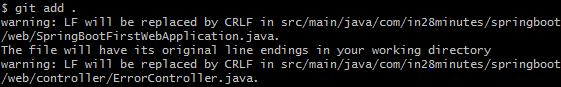 $ git add .
warning: LF will be replaced by CRLF in src/main/java/com/in28minutes/springboot
/web/SpringBootFirstWebApplication.java.
The file will have its original line endings in your working directory
warning: LF will be replaced by CRLF in src/main/java/com/in28minutes/springboot
/web/controller/ErrorController.java.